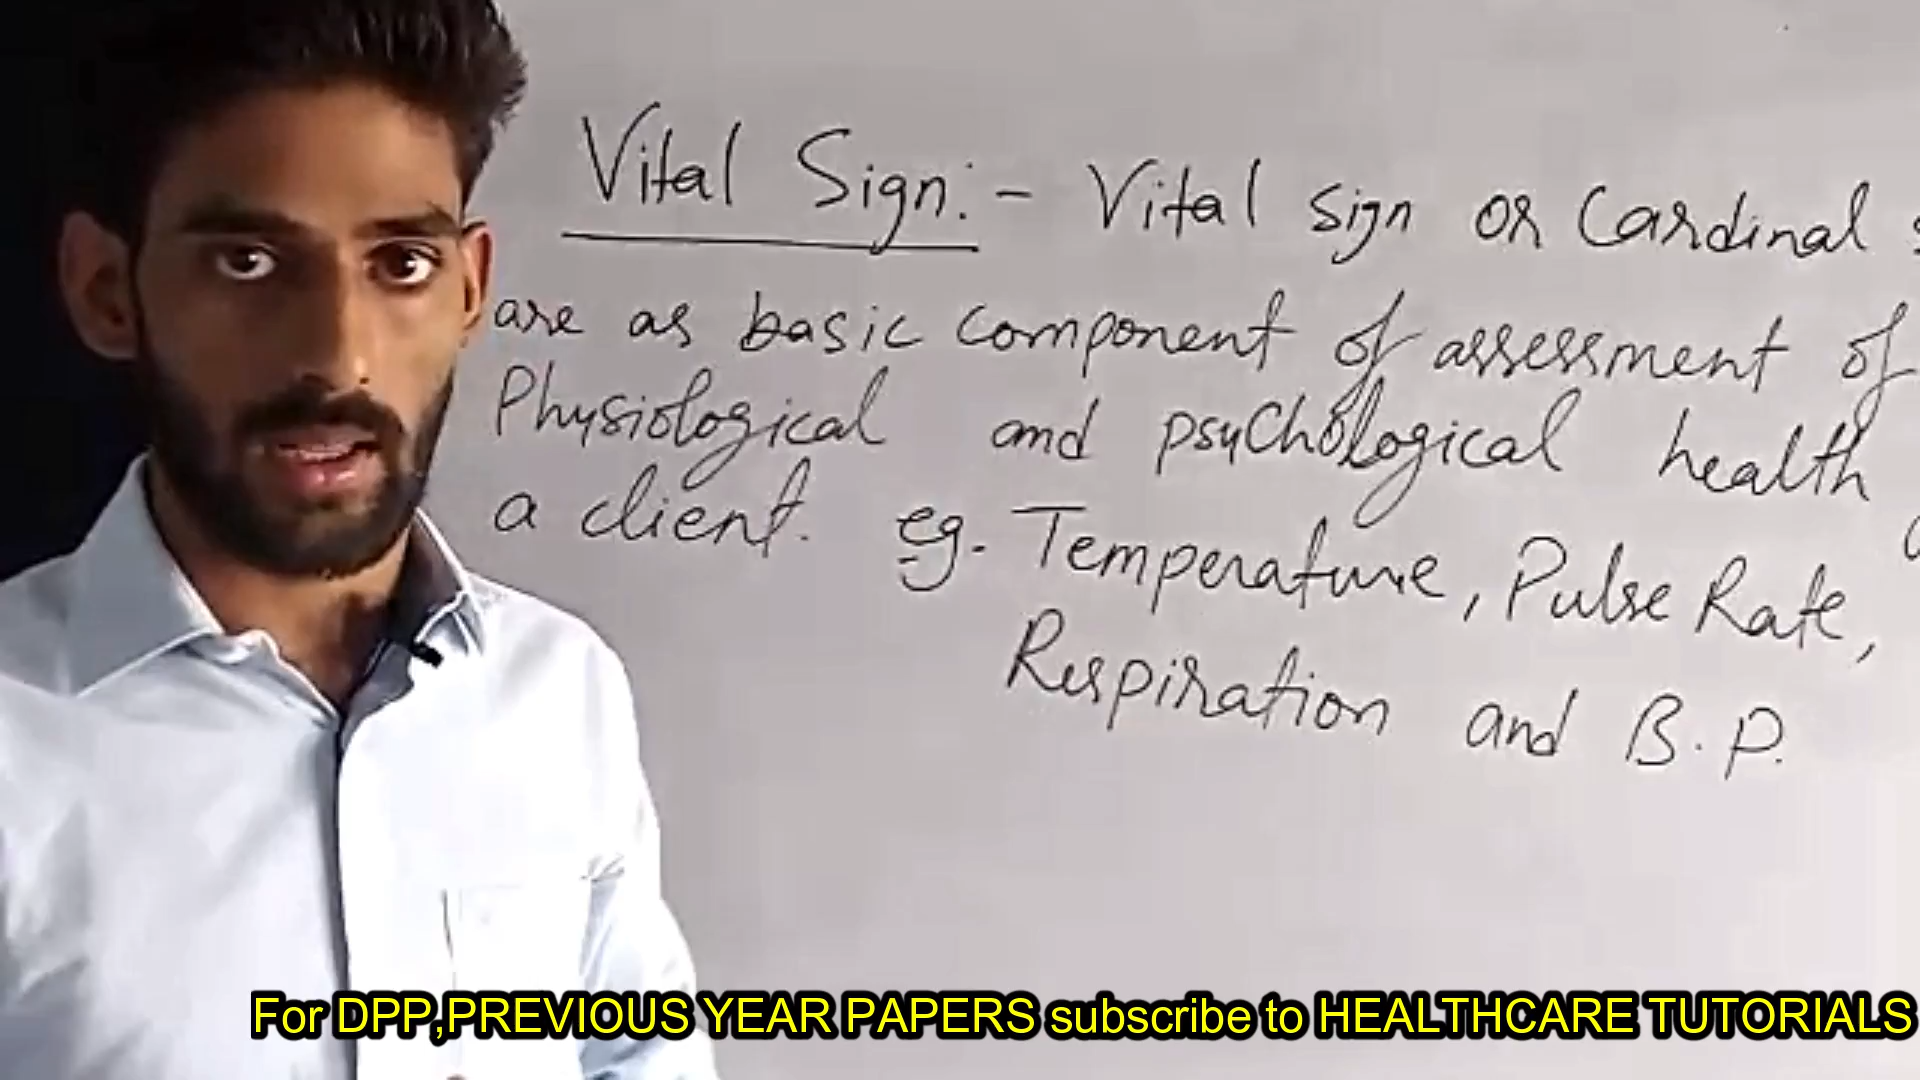 Vital Sign:- Vital sign or Cardinal
are as basic component of assessment of
Physiological and psychological health
a client. eg. Temperature, Pulse Rate,
Respiration and B.P.
For DPP,PREVIOUS YEAR PAPERS subscribe to HEALTHCARE TUTORIALS